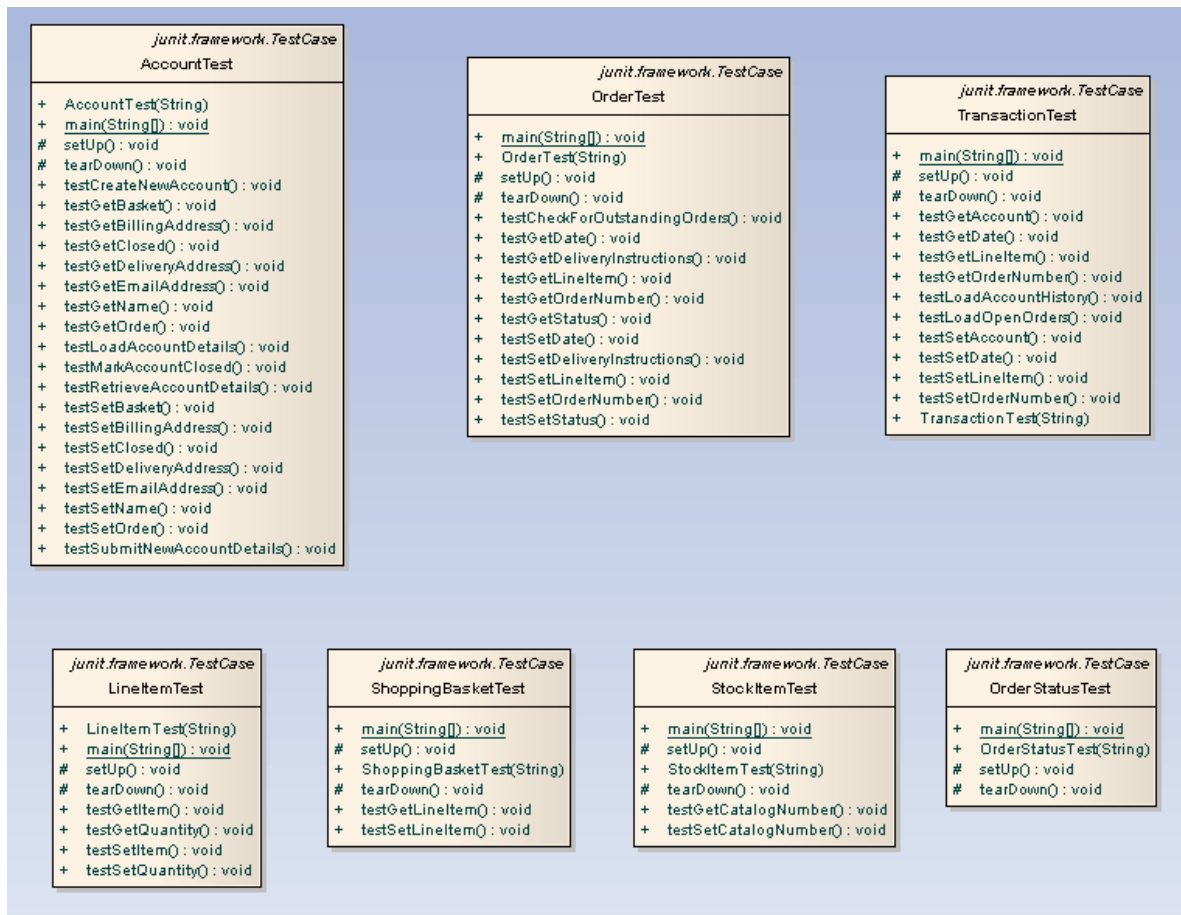 junit.framework.TestCase
AccountTest
+ AccountTest(String)
+ main(String[]) : void
# setUp() : void
# tearDown() : void
+ testCreateNewAccount() : void
+ testGetBasket() : void
+ testGetBillingAddress() : void
+ testGetClosed() : void
+ testGetDeliveryAddress() : void
+ testGetEmailAddress() : void
+ testGetName() : void
+ testGetOrder() : void
+ testLoadAccountDetails() : void
+ testMarkAccountClosed() : void
+ testRetrieveAccountDetails() : void
+ testSetBasket() : void
+ testSetBillingAddress() : void
+ testSetClosed() : void
+ testSetDeliveryAddress() : void
+ testSetEmailAddress() : void
+ testSetName() : void
+ testSetOrder() : void
+ testSubmitNewAccountDetails() : void
junit.framework.TestCase
OrderTest
+ main(String[]) : void
+ OrderTest(String)
# setUp() : void
# tearDown() : void
+ testCheckForOutstandingOrders() : void
+ testGetDate() : void
+ testGetDeliveryInstructions() : void
+ testGetLineItem() : void
+ testGetOrderNumber() : void
+ testGetStatus() : void
+ testSetDate() : void
+ testSetDeliveryInstructions() : void
+ testSetLineItem() : void
+ testSetOrderNumber() : void
+ testSetStatus() : void
junit.framework.TestCase
TransactionTest
+ main(String[]) : void
# setUp() : void
# tearDown() : void
+ testGetAccount() : void
+ testGetDate() : void
+ testGetLineItem() : void
+ testGetOrderNumber() : void
+ testLoadAccountHistory() : void
+ testLoadOpenOrders() : void
+ testSetAccount() : void
+ testSetDate() : void
+ testSetLineItem() : void
+ testSetOrderNumber() : void
+ TransactionTest(String)
junit.framework.TestCase
LineItemTest
+ LineItemTest(String)
+ main(String[]) : void
# setUp() : void
# tearDown() : void
+ testGetItem() : void
+ testGetQuantity() : void
+ testSetItem() : void
+ testSetQuantity() : void
junit.framework.TestCase
ShoppingBasketTest
+ main(String[]) : void
# setUp() : void
+ ShoppingBasketTest(String)
# tearDown() : void
+ testGetLineItem() : void
+ testSetLineItem() : void
junit.framework.TestCase
StockItemTest
+ main(String[]) : void
# setUp() : void
+ StockItemTest(String)
# tearDown() : void
+ testGetCatalogNumber() : void
+ testSetCatalogNumber() : void
junit.framework.TestCase
OrderStatusTest
+ main(String[]) : void
+ OrderStatusTest(String)
# setUp() : void
# tearDown() : void